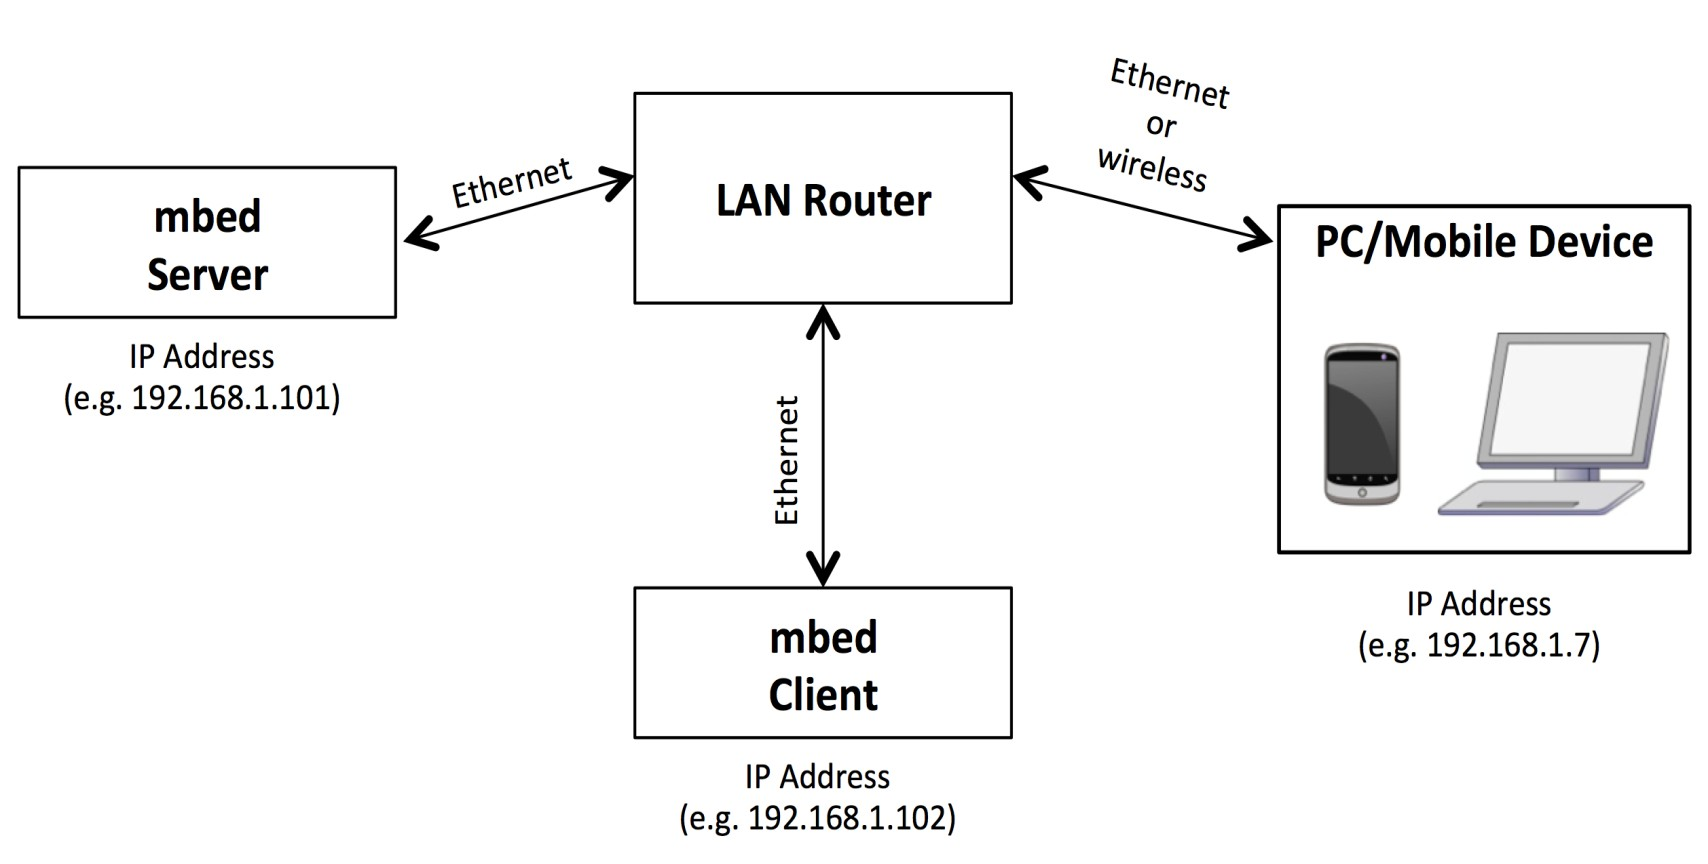 Ethernet
or
wireless
Ethernet
LAN Router
mbed
Server
PC/Mobile Device
IP Address
(e.g. 192.168.1.101)
Ethernet
mbed
Client
IP Address
(e.g. 192.168.1.7)
IP Address
(e.g. 192.168.1.102)